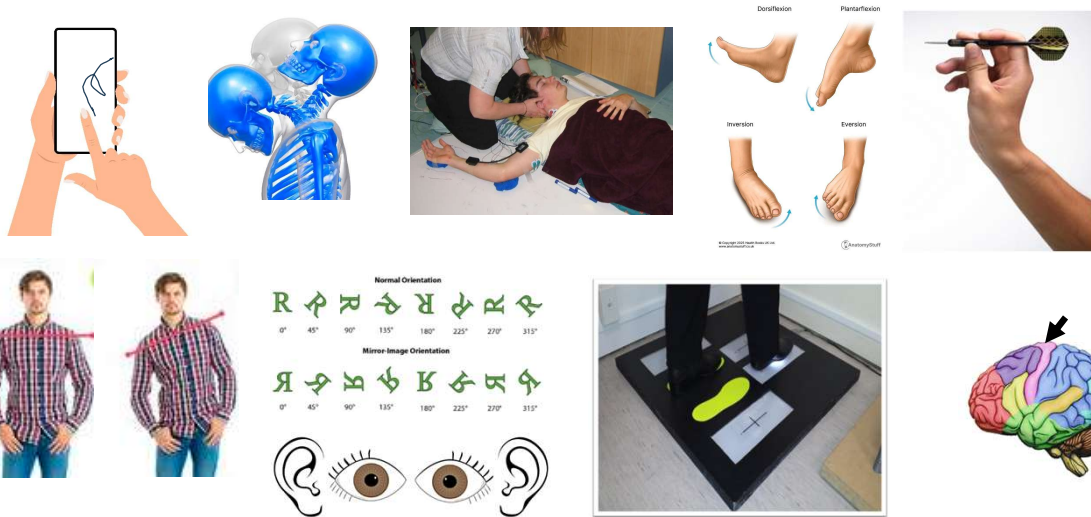 Dorsiflexion Plantarflexion
Inversion Eversion
AnatomyStuff
Normal Orientation
R R R R R R R R
0° 45° 90° 135° 180° 225° 270° 315°
Mirror-Image Orientation
R R R R R R R R
0° 45° 90° 135° 180° 225° 270° 315°